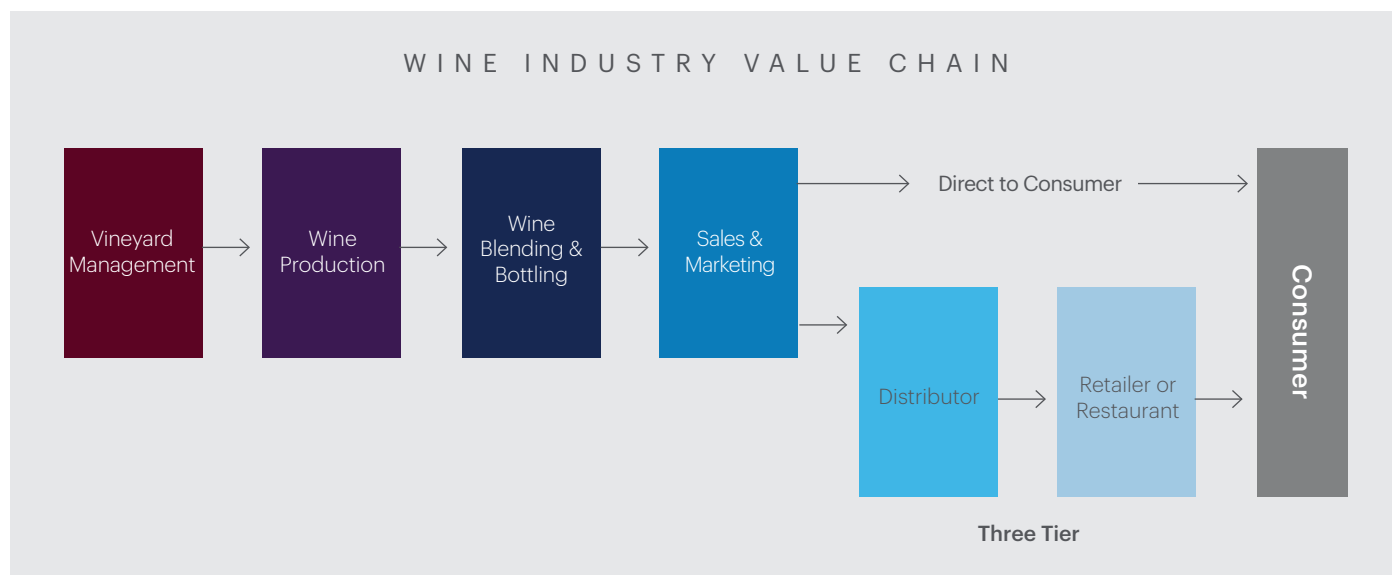 WINE INDUSTRY VALUE CHAIN
Vineyard
Management
Wine
Production
Wine
Blending &
Bottling
Sales &
Marketing
Direct to Consumer
Distributor
Retailer or
Restaurant
Consumer
Three Tier